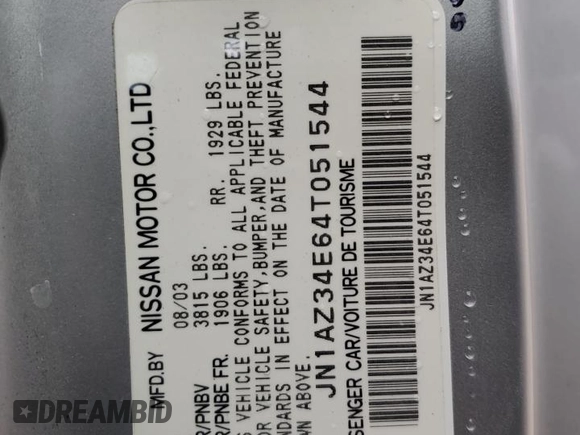 MFD.BY NISSAN MOTOR CO.,LTD
08/03
R/PNBV 3815 LBS.
R/PNBE FR. 1906 LBS. RR. 1929 LBS.
VEHICLE CONFORMS TO ALL APPLICABLE FEDERAL
VEHICLE SAFETY,BUMPER,AND THEFT PREVENTION
NDARDS IN EFFECT ON THE DATE OF MANUFACTURE
WN ABOVE.
JN1AZ34E64T051544
SENGER CAR/VOITURE DE TOURISME
JN1AZ34E64T051544
DREAMBID